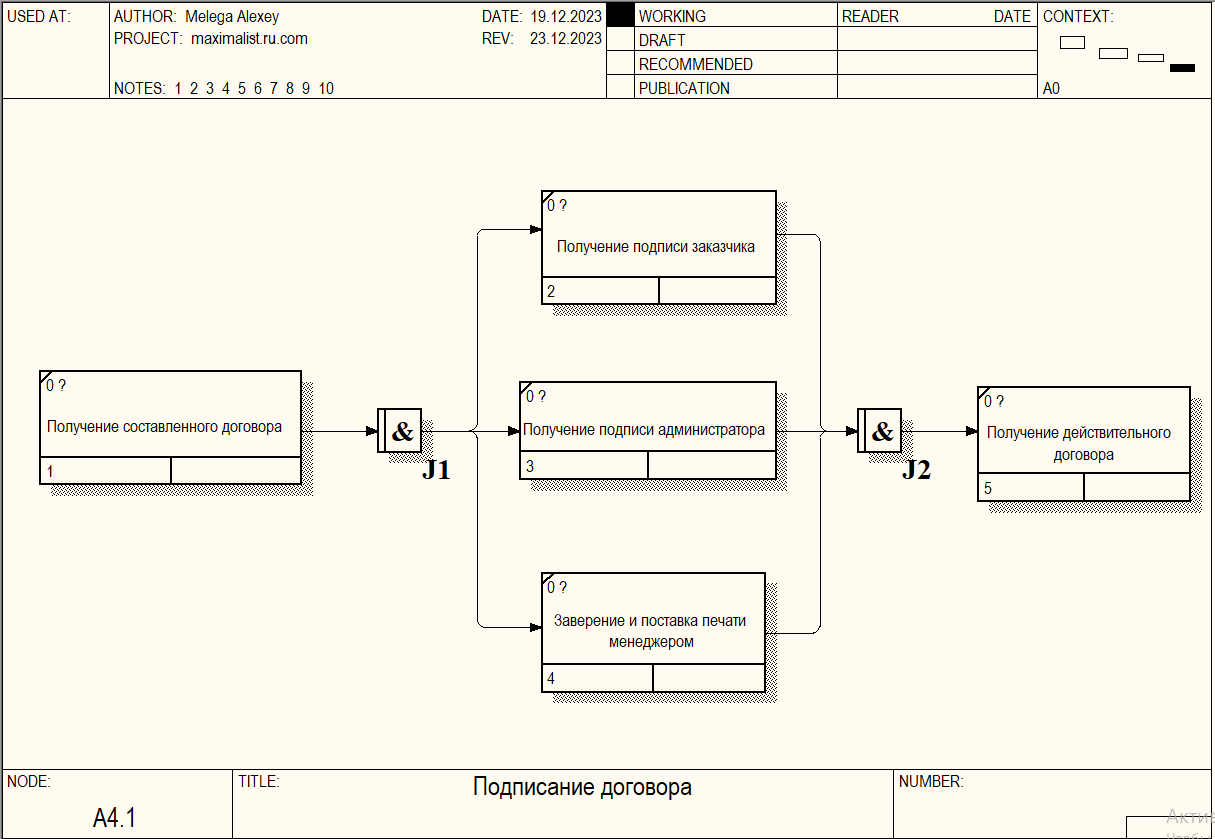 USED AT:
AUTHOR: Melega Alexey
DATE: 19.12.2023
PROJECT: maximalist.ru.com
REV: 23.12.2023
NOTES: 1 2 3 4 5 6 7 8 9 10
WORKING
DRAFT
RECOMMENDED
PUBLICATION
READER DATE
CONTEXT:
A0
0 ?
Получение составленного договора
1
&
J1
0 ?
Получение подписи заказчика
2
0 ?
Получение подписи администратора
3
0 ?
Заверение и поставка печати
менеджером
4
&
J2
0 ?
Получение действительного
договора
5
NODE:
A4.1
TITLE:
Подписание договора
NUMBER: